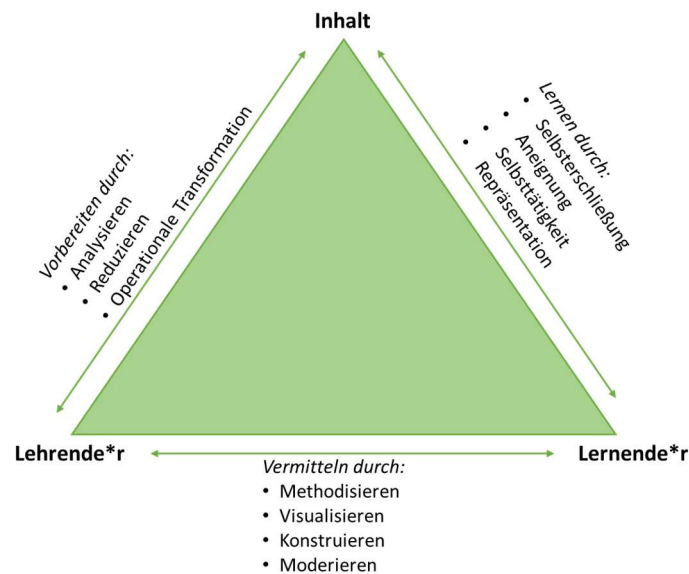 Inhalt
Vorbereiten durch:
• Analysieren
• Reduzieren
• Operationale Transformation
Lernen durch:
• Selbsterschließung
• Aneignung
• Selbsttätigkeit
• Repräsentation
Lehrende*r
Lernende*r
Vermitteln durch:
• Methodisieren
• Visualisieren
• Konstruieren
• Moderieren